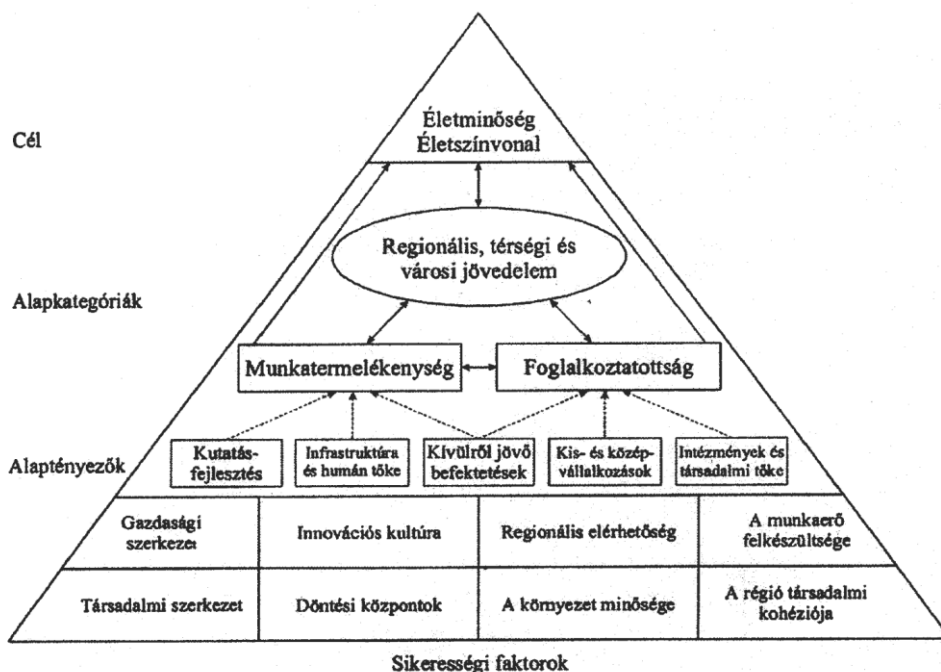 Cél
Életminőség
Életszínvonal
Regionális, térségi és
városi jövedelem
Alapkategóriák
Munkatermelékenység
Foglalkoztatottság
Alaptényezők
Kutatás-
fejlesztés
Infrastruktúra
és humán tőke
Kívülről jövő
befektetések
Kis- és közép-
vállalkozások
Intézmények és
társadalmi tőke
Gazdasági
szerkezet
Innovációs kultúra
Regionális elérhetőség
A munkaerő
felkészültsége
Társadalmi szerkezet
Döntési központok
A környezet minősége
A régió társadalmi
kohéziója
Sikerességi faktorok